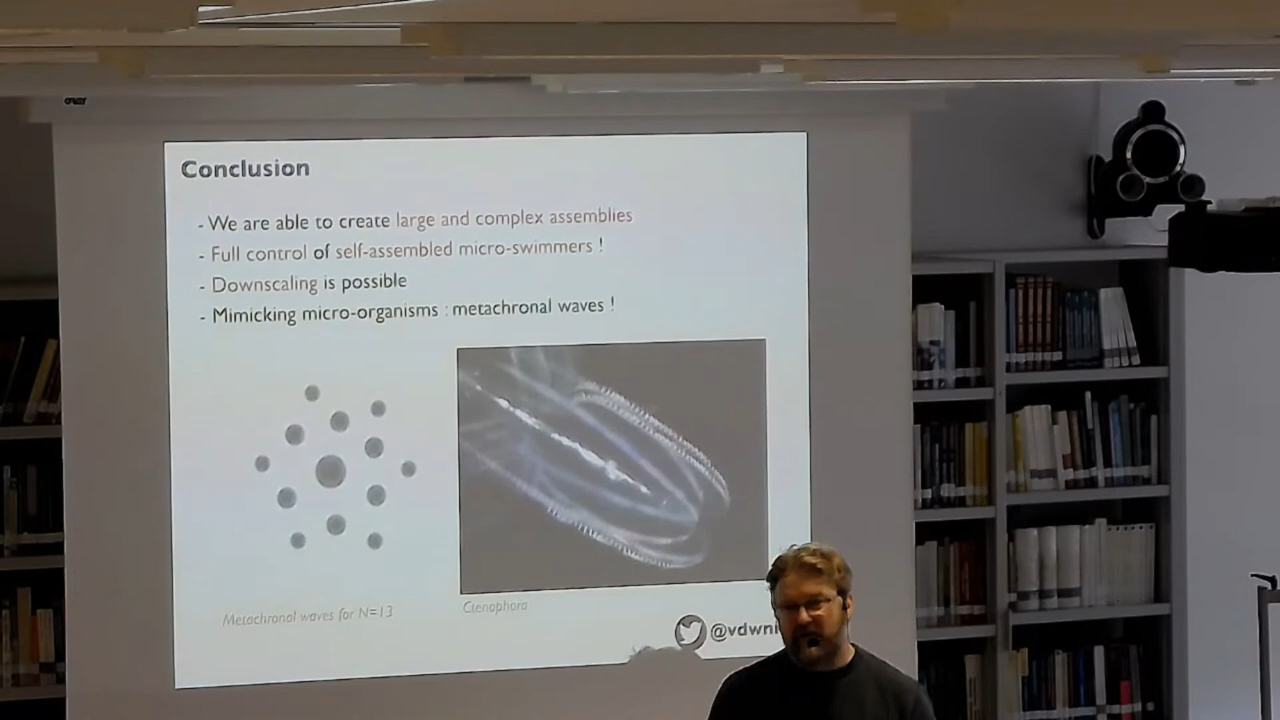 Conclusion
- We are able to create large and complex assemblies
- Full control of self-assembled micro-swimmers !
- Downscaling is possible
- Mimicking micro-organisms : metachronal waves !
Metachronal waves for N=13
Ctenophora